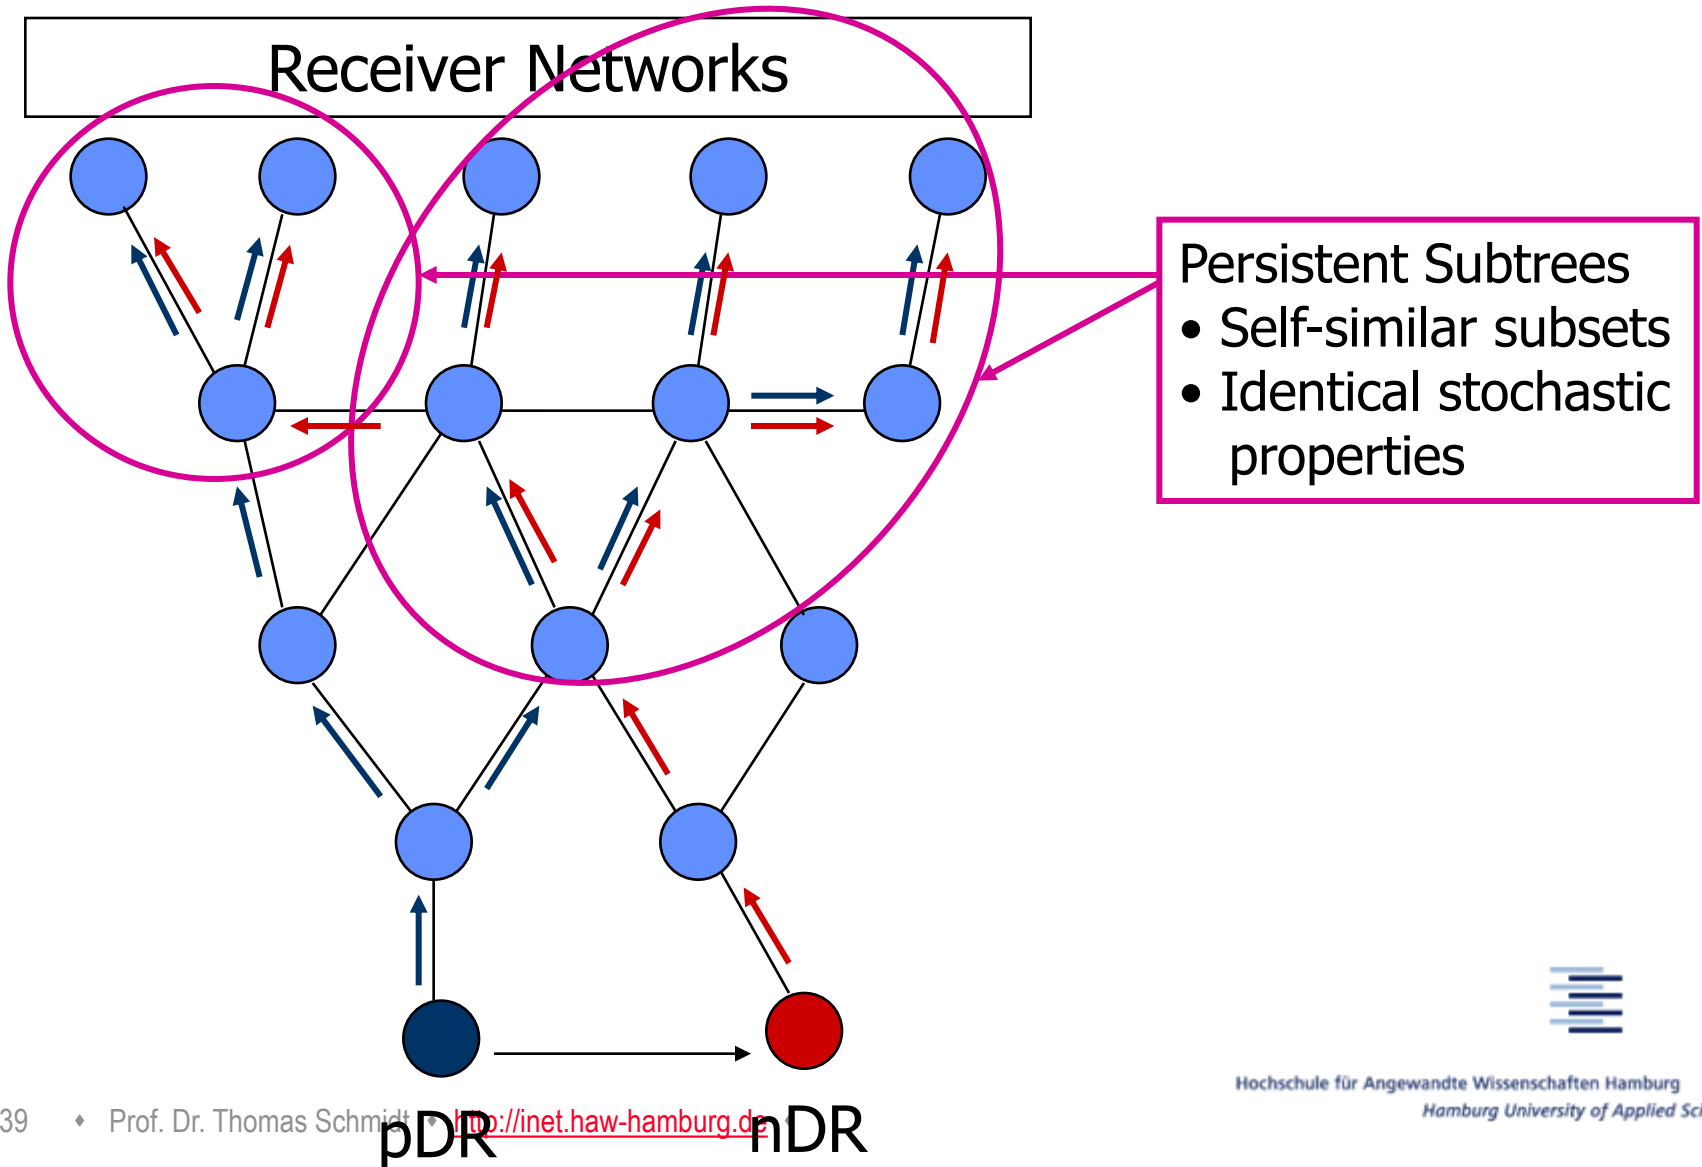 Receiver Networks
Persistent Subtrees
• Self-similar subsets
• Identical stochastic
properties
Hochschule für Angewandte Wissenschaften Hamburg
Hamburg University of Applied
39 ♦ Prof. Dr. Thomas Schmidt ♦ http://inet.haw-hamburg.de ♦
pDR
nDR